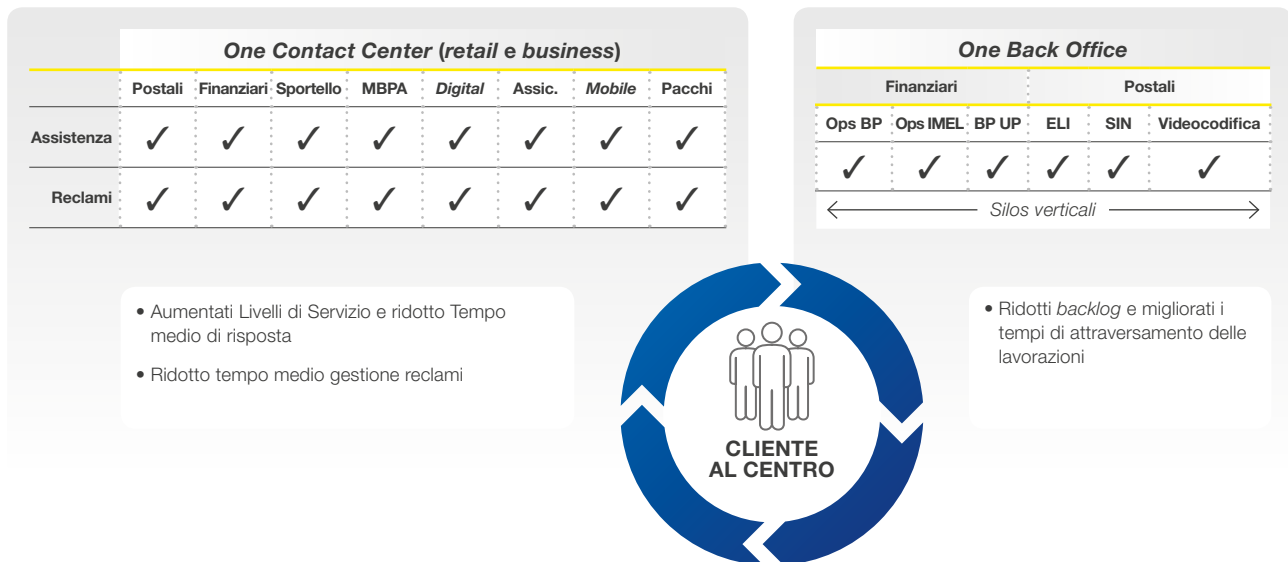 One Contact Center (retail e business)
Postali Finanziari Sportello MBPA Digital Assic. Mobile Pacchi
Assistenza ✓ ✓ ✓ ✓ ✓ ✓ ✓ ✓
Reclami ✓ ✓ ✓ ✓ ✓ ✓ ✓ ✓
One Back Office
Finanziari Postali
Ops BP Ops IMEL BP UP ELI SIN Videocodifica
✓ ✓ ✓ ✓ ✓ ✓
Silos verticali
• Aumentati Livelli di Servizio e ridotto Tempo
medio di risposta
• Ridotto tempo medio gestione reclami
CLIENTE
AL CENTRO
• Ridotti backlog e migliorati i
tempi di attraversamento delle
lavorazioni